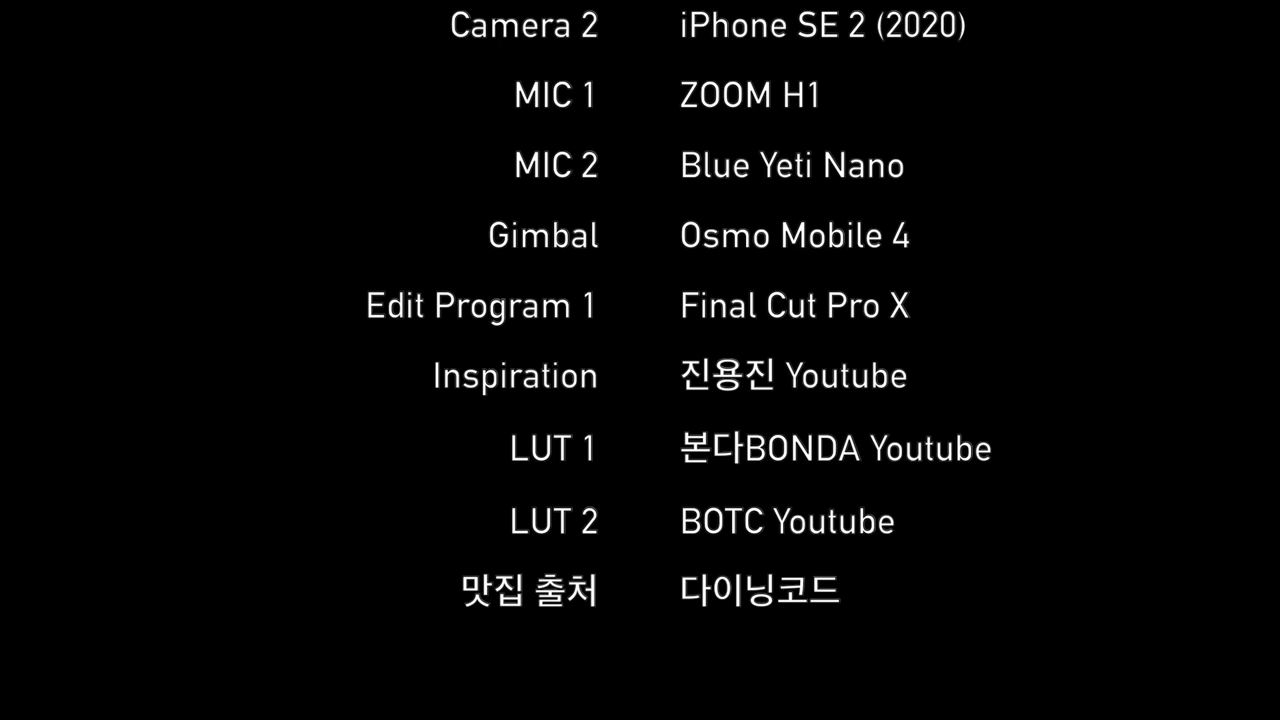 Camera 2 iPhone SE 2 (2020)
MIC 1 ZOOM H1
MIC 2 Blue Yeti Nano
Gimbal Osmo Mobile 4
Edit Program 1 Final Cut Pro X
Inspiration 진용진 Youtube
LUT 1 본다BONDA Youtube
LUT 2 BOTC Youtube
맛집 출처 다이닝코드